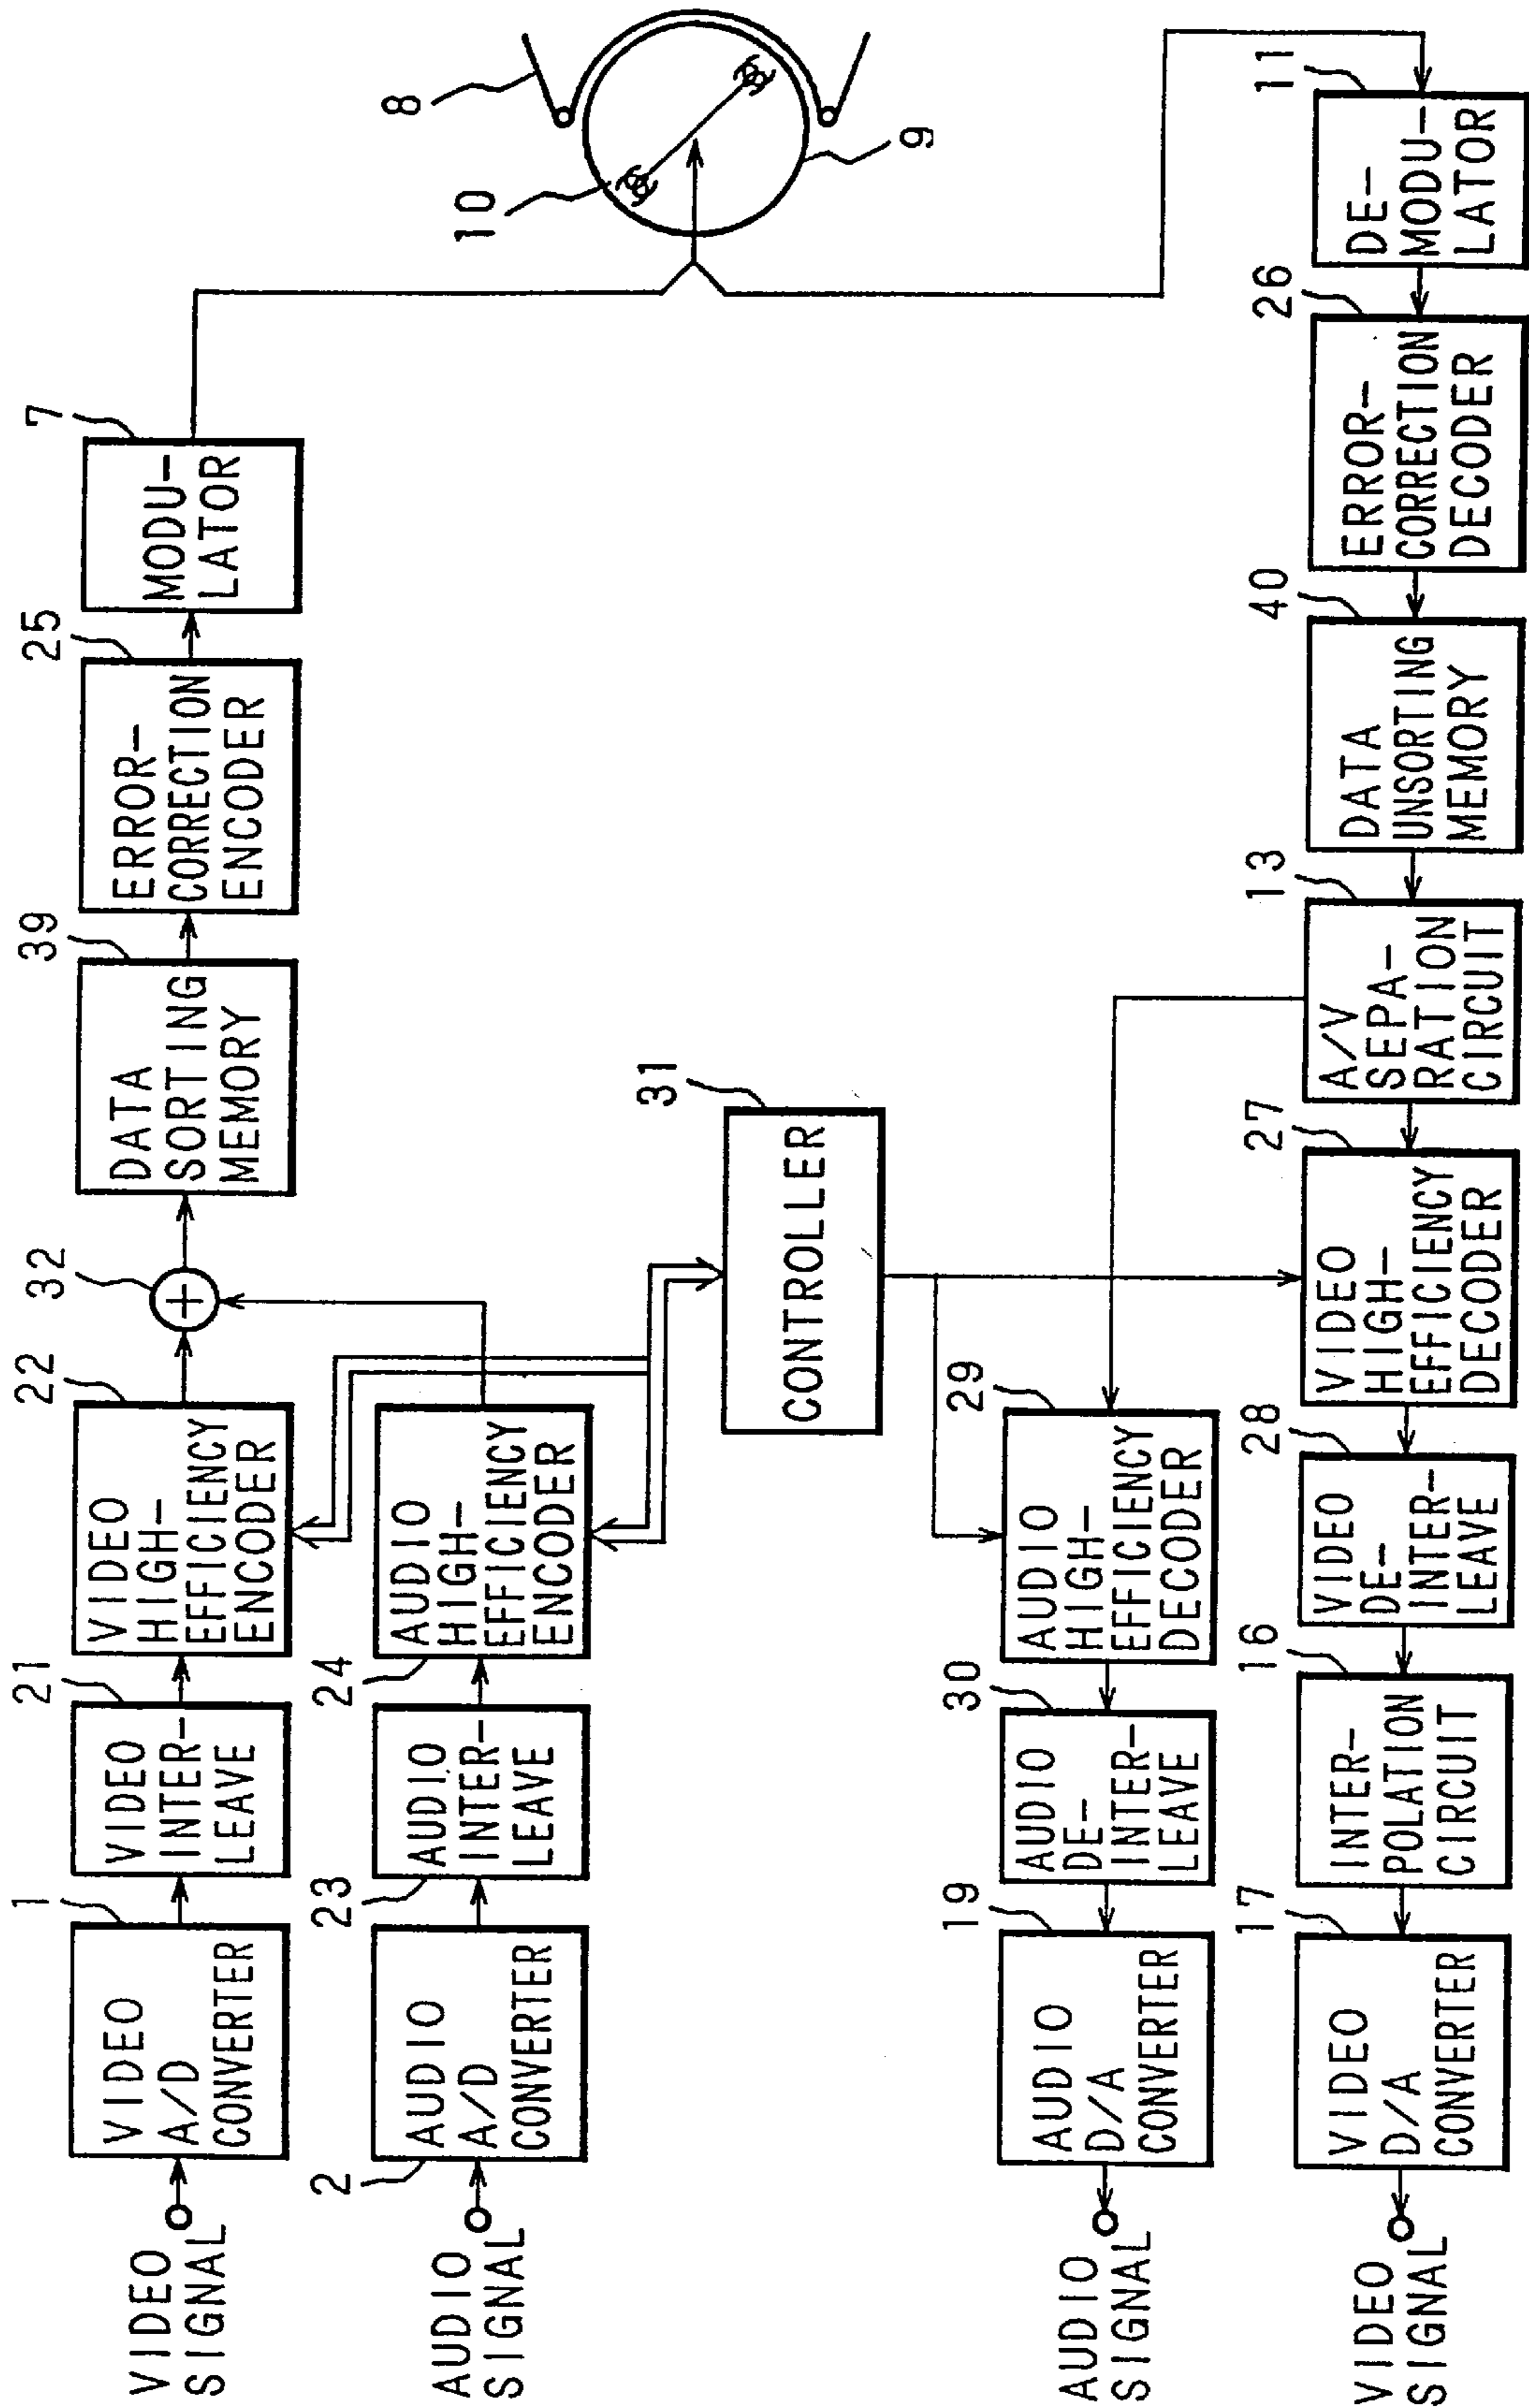 VIDEO
SIGNAL
1
VIDEO
A/D
CONVERTER
21
VIDEO
INTER-
LEAVE
22
VIDEO
HIGH-
EFFICIENCY
ENCODER
32
39
DATA
SORTING
MEMORY
25
ERROR-
CORRECTION
ENCODER
7
MODU-
LATOR
AUDIO
SIGNAL
2
AUDIO
A/D
CONVERTER
23
AUDIO
INTER-
LEAVE
24
AUDIO
HIGH-
EFFICIENCY
ENCODER
8
10
9
31
CONTROLLER
AUDIO
SIGNAL
19
AUDIO
D/A
CONVERTER
30
AUDIO
DE-
INTER-
LEAVE
29
AUDIO
HIGH-
EFFICIENCY
DECODER
VIDEO
SIGNAL
17
VIDEO
D/A
CONVERTER
16
INTER-
POLATION
CIRCUIT
28
VIDEO
DE-
INTER-
LEAVE
27
VIDEO
HIGH-
EFFICIENCY
DECODER
13
A/V
SEPA-
RATION
CIRCUIT
40
DATA
UNSORTING
MEMORY
26
ERROR-
CORRECTION
DECODER
11
DE-
MODU-
LATOR